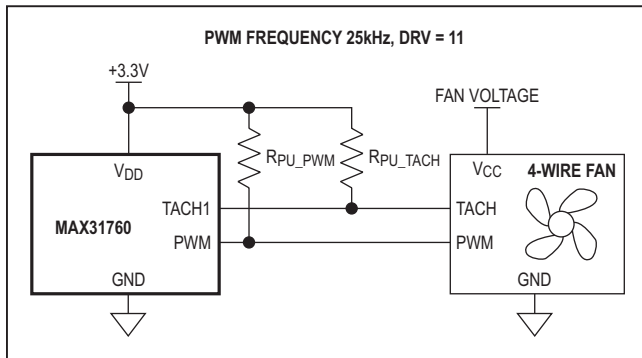 PWM FREQUENCY 25kHz, DRV = 11
+3.3V
FAN VOLTAGE
RPU_PWM
RPU_TACH
VDD
VCC
4-WIRE FAN
TACH1
TACH
MAX31760
PWM
PWM
GND
GND